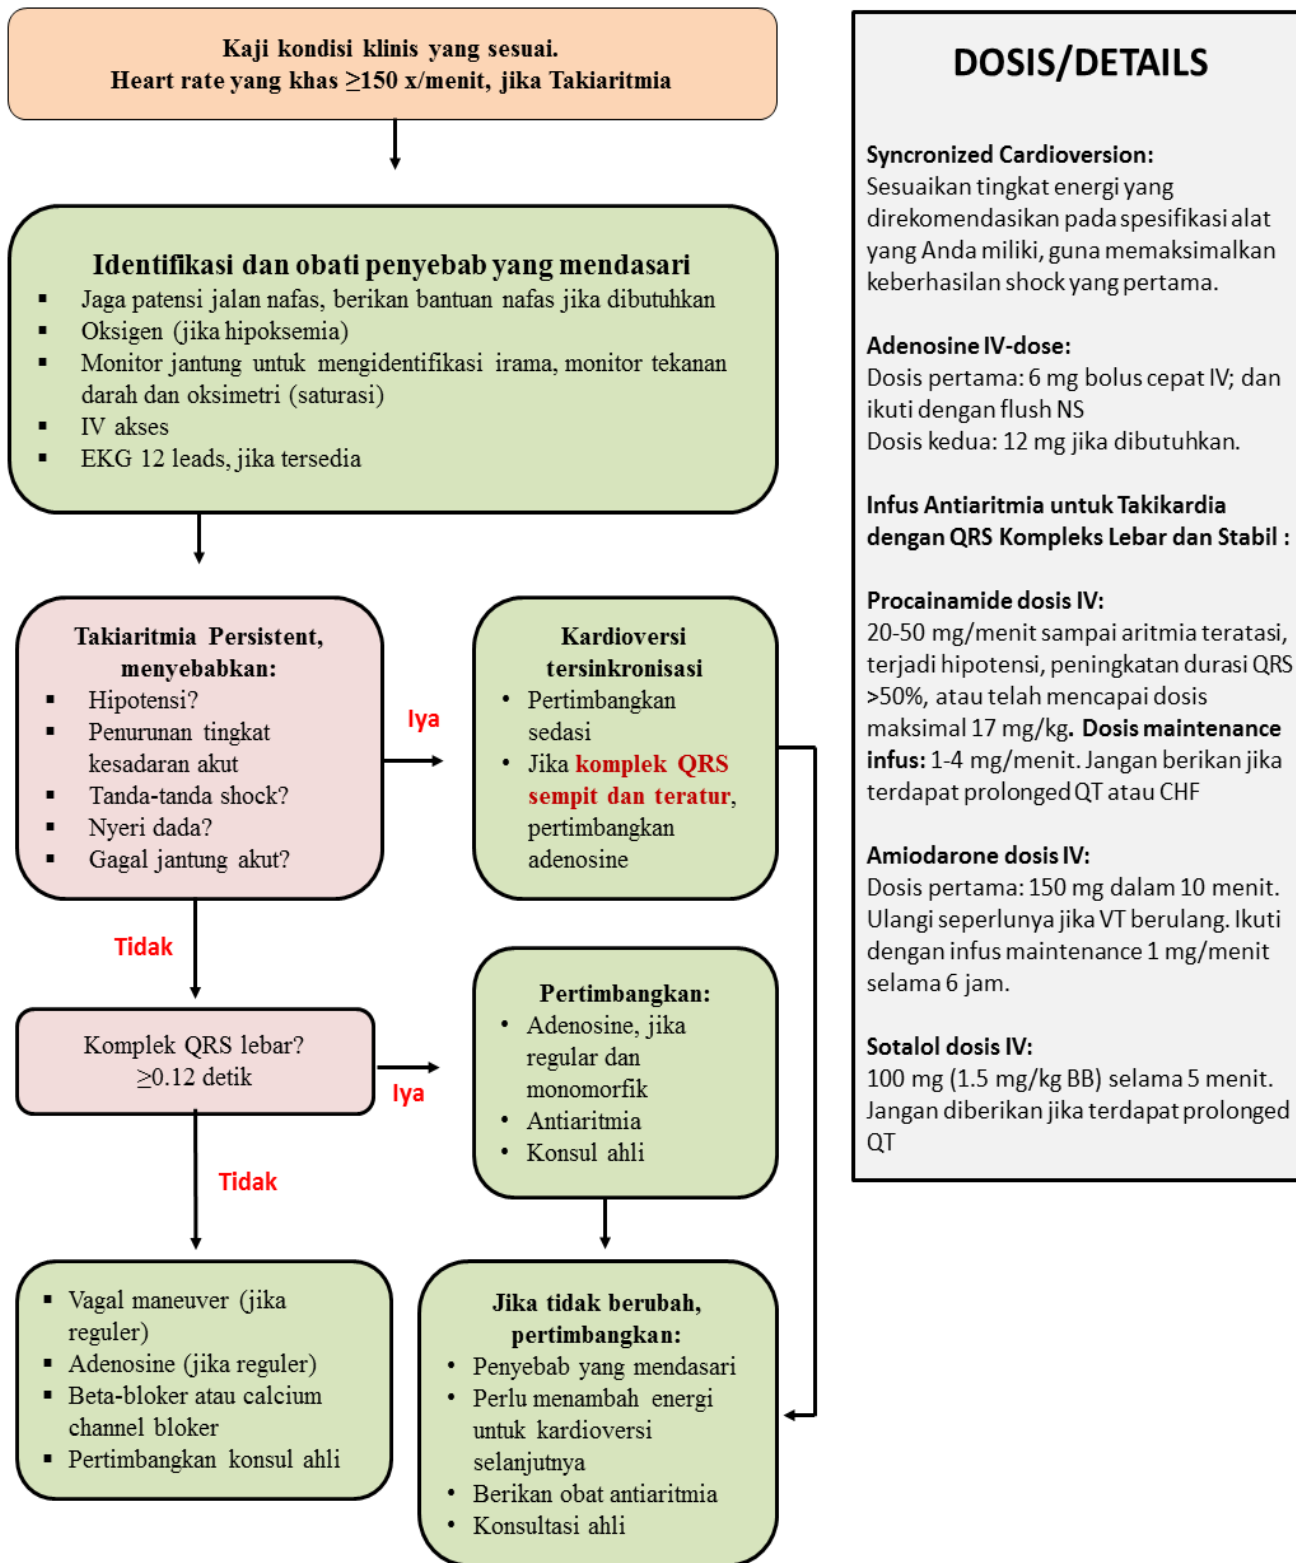 Kaji kondisi klinis yang sesuai.
Heart rate yang khas ≥150 x/menit, jika Takiaritmia
Identifikasi dan obati penyebab yang mendasari
▪ Jaga patensi jalan nafas, berikan bantuan nafas jika dibutuhkan
▪ Oksigen (jika hipoksemia)
▪ Monitor jantung untuk mengidentifikasi irama, monitor tekanan
darah dan oksimetri (saturasi)
▪ IV akses
▪ EKG 12 leads, jika tersedia
Takiaritmia Persistent,
menyebabkan:
▪ Hipotensi?
▪ Penurunan tingkat
kesadaran akut
▪ Tanda-tanda shock?
▪ Nyeri dada?
▪ Gagal jantung akut?
Iya
Kardioversi
tersinkronisasi
• Pertimbangkan
sedasi
• Jika komplek QRS
sempit dan teratur,
pertimbangkan
adenosine
Tidak
Komplek QRS lebar?
≥0.12 detik
Iya
Pertimbangkan:
• Adenosine, jika
regular dan
monomorfik
• Antiaritmia
• Konsul ahli
Tidak
▪ Vagal maneuver (jika
reguler)
▪ Adenosine (jika reguler)
▪ Beta-bloker atau calcium
channel bloker
▪ Pertimbangkan konsul ahli
Jika tidak berubah,
pertimbangkan:
• Penyebab yang mendasari
• Perlu menambah energi
untuk kardioversi
selanjutnya
• Berikan obat antiaritmia
• Konsultasi ahli
DOSIS/DETAILS
Syncronized Cardioversion:
Sesuaikan tingkat energi yang
direkomendasikan pada spesifikasi alat
yang Anda miliki, guna memaksimalkan
keberhasilan shock yang pertama.
Adenosine IV-dose:
Dosis pertama: 6 mg bolus cepat IV; dan
ikuti dengan flush NS
Dosis kedua: 12 mg jika dibutuhkan.
Infus Antiaritmia untuk Takikardia
dengan QRS Kompleks Lebar dan Stabil :
Procainamide dosis IV:
20-50 mg/menit sampai aritmia teratasi,
terjadi hipotensi, peningkatan durasi QRS
>50%, atau telah mencapai dosis
maksimal 17 mg/kg. Dosis maintenance
infus: 1-4 mg/menit. Jangan berikan jika
terdapat prolonged QT atau CHF
Amiodarone dosis IV:
Dosis pertama: 150 mg dalam 10 menit.
Ulangi seperlunya jika VT berulang. Ikuti
dengan infus maintenance 1 mg/menit
selama 6 jam.
Sotalol dosis IV:
100 mg (1.5 mg/kg BB) selama 5 menit.
Jangan diberikan jika terdapat prolonged
QT